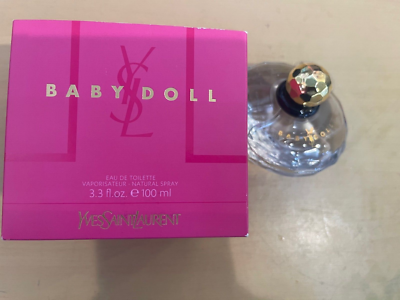 YSL
BABY DOLL
EAU DE TOILETTE
VAPORISATEUR - NATURAL SPRAY
3.3 fl.oz. ℮ 100 ml
YVESSAINTLAURENT